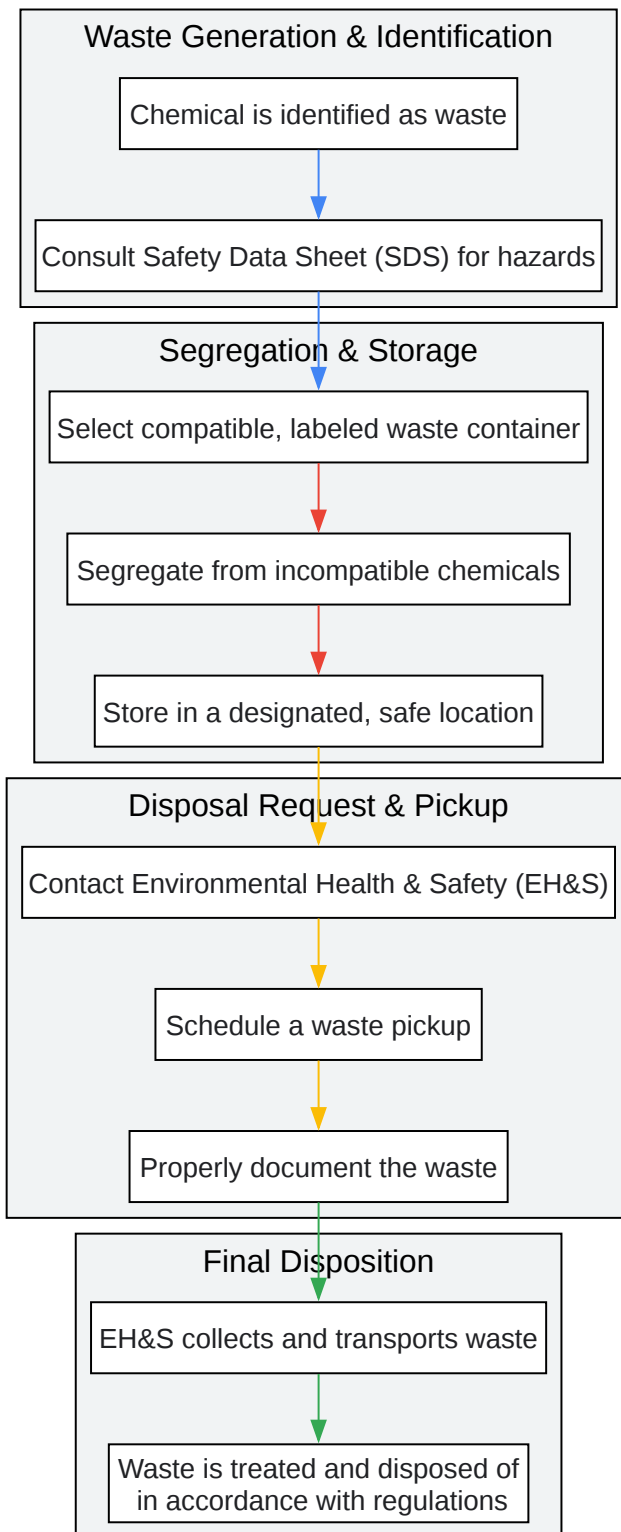 Waste Generation & Identification
Chemical is identified as waste
Consult Safety Data Sheet (SDS) for hazards
Segregation & Storage
Select compatible, labeled waste container
Segregate from incompatible chemicals
Store in a designated, safe location
Disposal Request & Pickup
Contact Environmental Health & Safety (EH&S)
Schedule a waste pickup
Properly document the waste
Final Disposition
EH&S collects and transports waste
Waste is treated and disposed of
in accordance with regulations